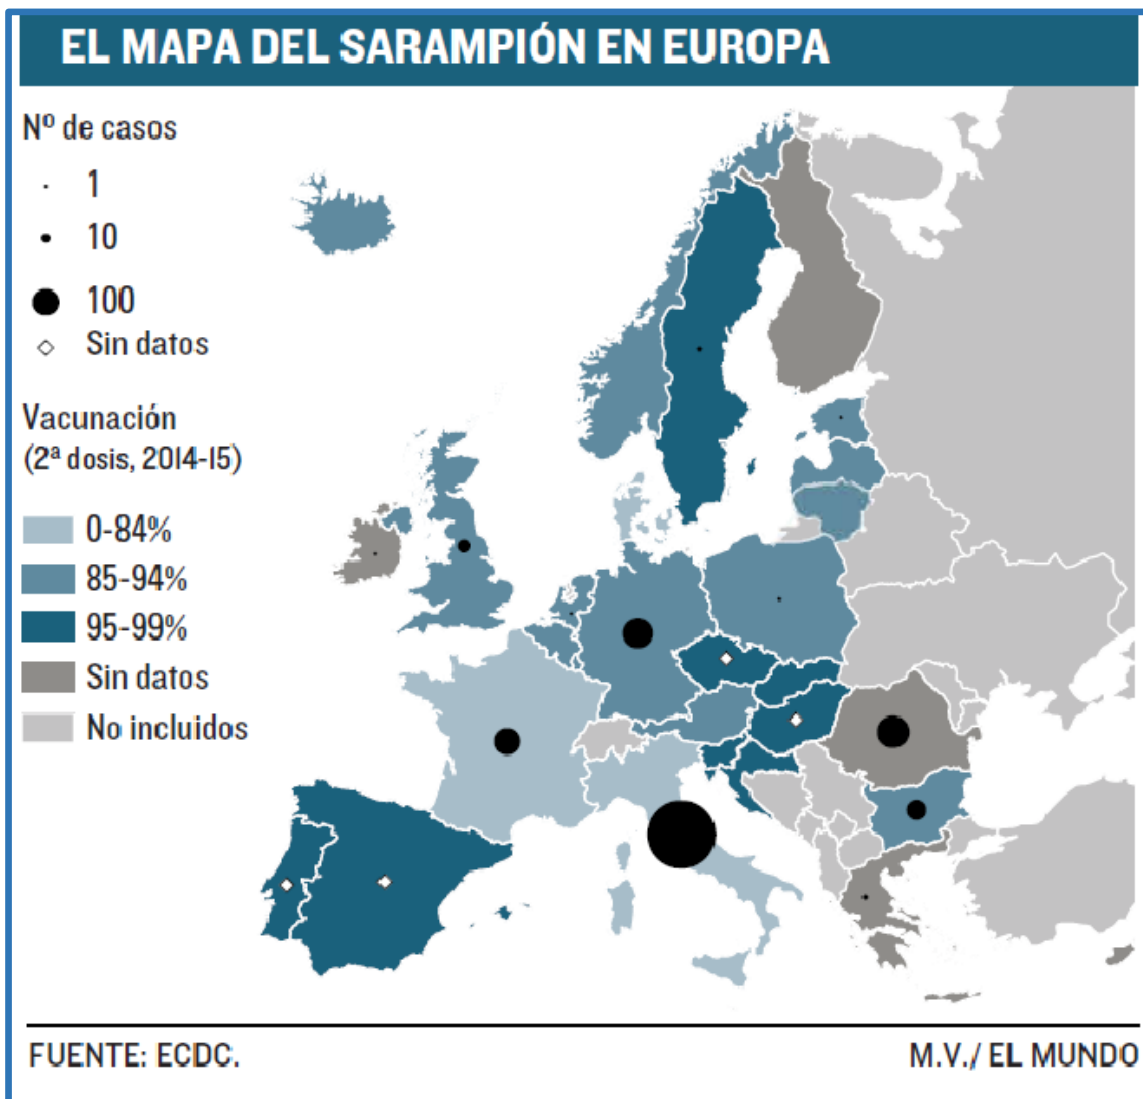 EL MAPA DEL SARAMPIÓN EN EUROPA
Nº de casos
1
10
100
Sin datos
Vacunación
(2ª dosis, 2014-15)
0-84%
85-94%
95-99%
Sin datos
No incluidos
FUENTE: ECDC.
M.V./ EL MUNDO